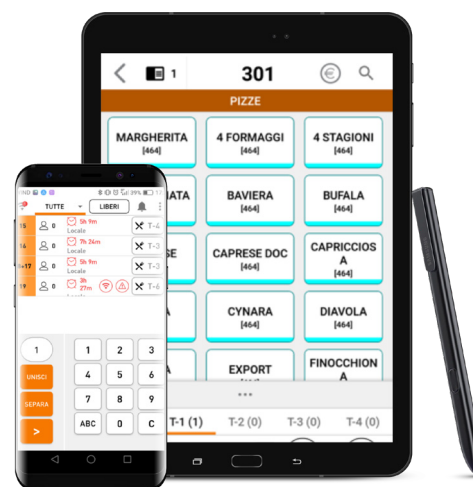 1
301
€
PIZZE
MARGHERITA
[464]
4 FORMAGGI
[464]
4 STAGIONI
[464]
BAVIERA
[464]
BUFALA
[464]
CAPRESE DOC
[464]
CAPRICCIOS
A
[464]
CYNARA
[464]
DIAVOLA
[464]
EXPORT
FINOCCHION
A
T-1 (1)
T-2 (0)
T-3 (0)
T-4 (0)
39%
TUTTE
LIBERI
15
0
5h 9m
Locale
T-4
16
0
7h 24m
Locale
T-3
0
5h 9m
Locale
T-3
19
0
3h
27m
T-6
1
1
2
3
UNISCI
4
5
6
SEPARA
7
8
9
>
ABC
0
C